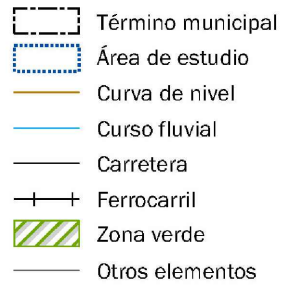 Término municipal
Área de estudio
Curva de nivel
Curso fluvial
Carretera
Ferrocarril
Zona verde
Otros elementos